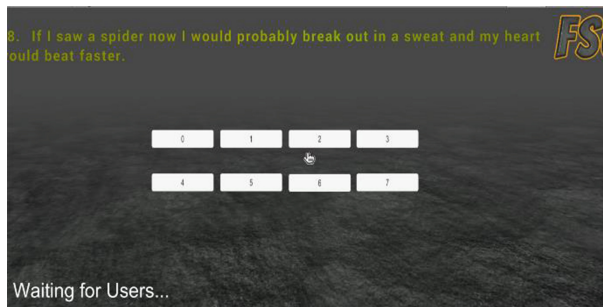 8. If I saw a spider now I would probably break out in a sweat and my heart
ould beat faster.
FS
0 1 2 3
4 5 6 7
Waiting for Users...